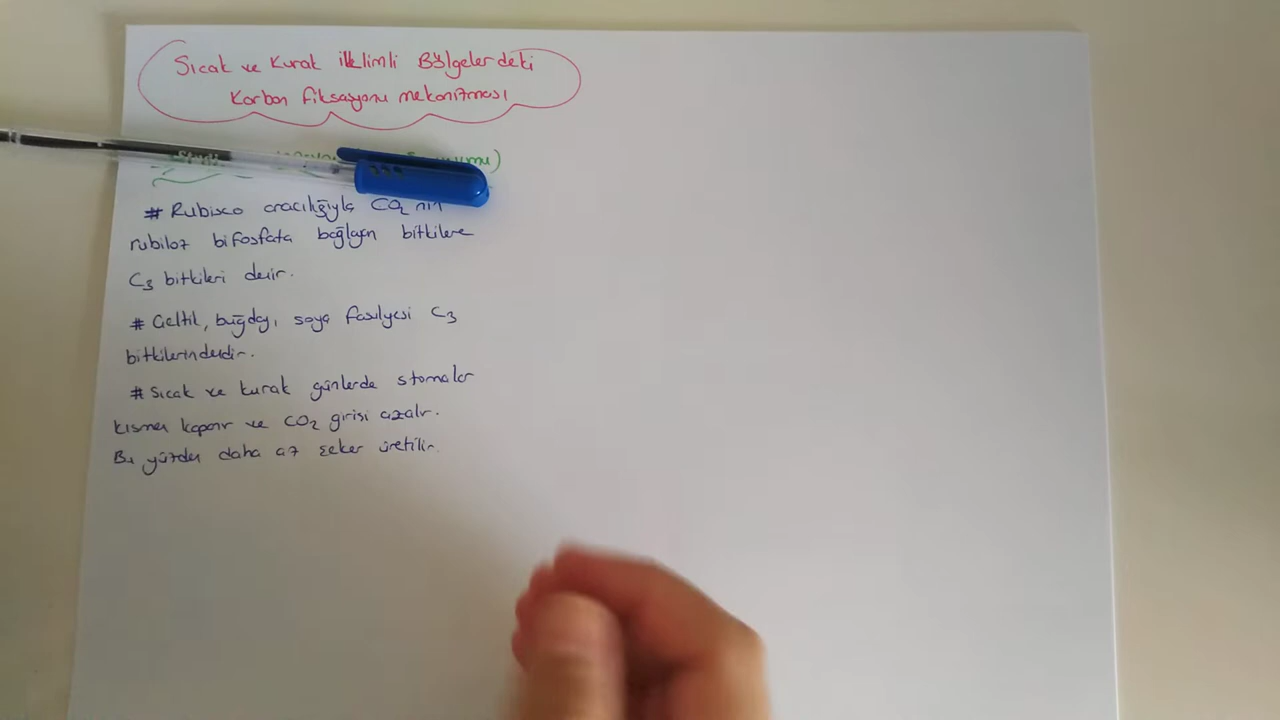 Sıcak ve Kurak İklimli Bölgelerdeki
Karbon Fiksasyonu mekanizması
# Rubisco aracılığıyla CO2 nin
rubiloz bifosfata bağlayan bitkilere
C3 bitkileri denir.
# Çeltik, buğday, soya fasulyesi C3
bitkilerindendir.
# Sıcak ve kurak günlerde stomalar
kısmen kapanır ve CO2 girişi azalır.
Bu yüzden daha az şeker üretilir.